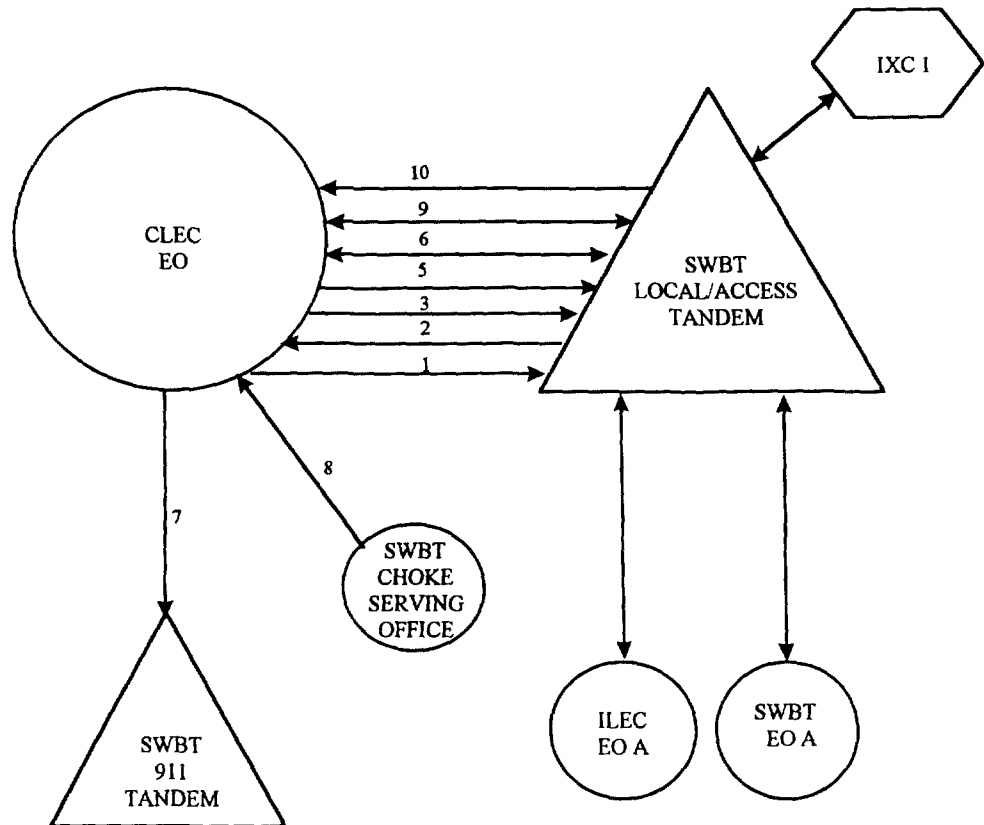 IXC 1
10
9
6
5
3
2
1
CLEC
EO
SWBT
LOCAL/ACCESS
TANDEM
8
7
SWBT
CHOKE
SERVING
OFFICE
ILEC
EO A
SWBT
EO A
SWBT
911
TANDEM